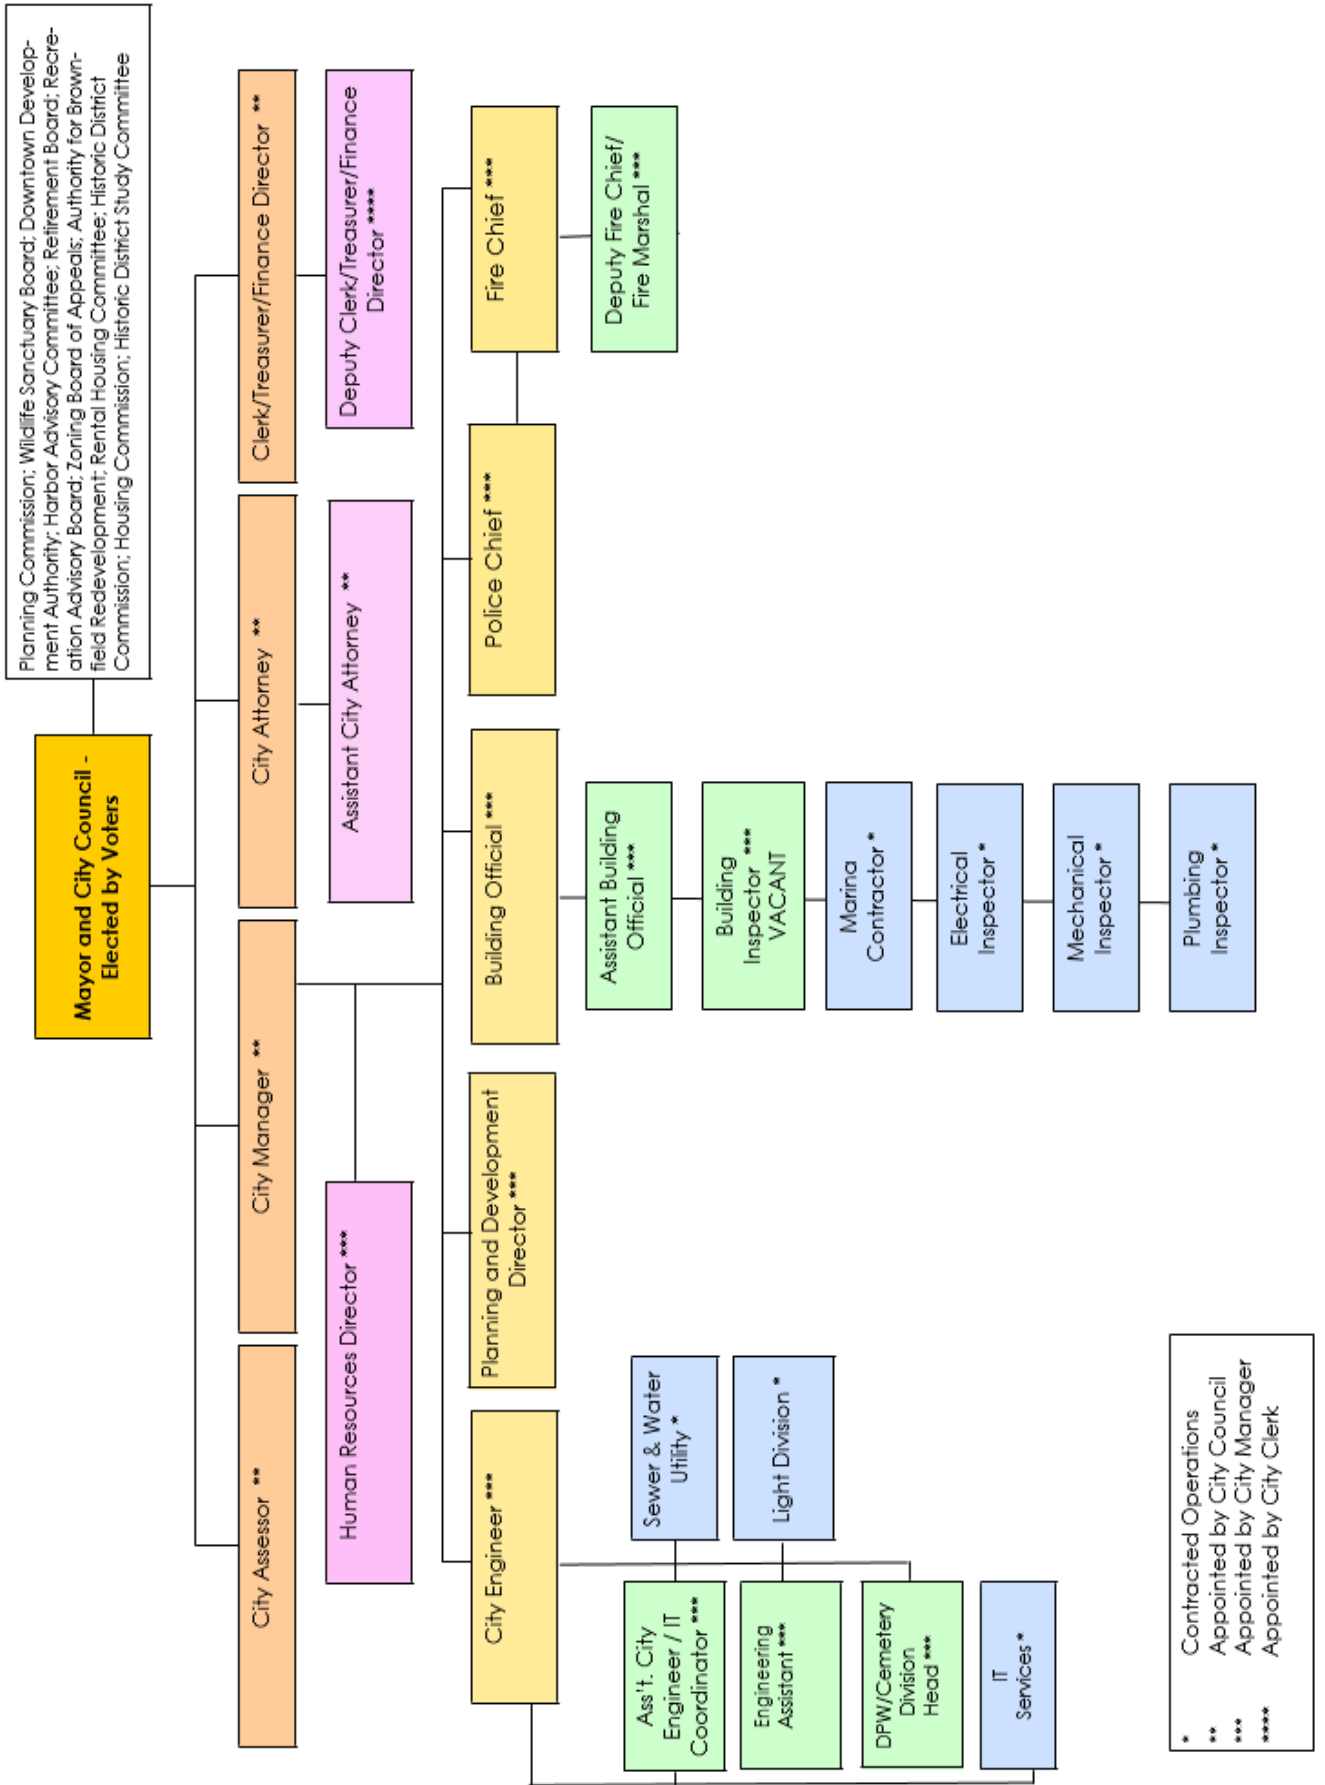 Mayor and City Council -
Elected by Voters
Planning Commission; Wildlife Sanctuary Board; Downtown Develop-
ment Authority; Harbor Advisory Committee; Retirement Board; Recre-
ation Advisory Board; Zoning Board of Appeals; Authority for Brown-
field Redevelopment; Rental Housing Committee; Historic District
Commission; Housing Commission; Historic District Study Committee
City Assessor **
City Manager **
City Attorney **
Clerk/Treasurer/Finance Director **
Human Resources Director ***
Assistant City Attorney **
Deputy Clerk/Treasurer/Finance
Director ****
City Engineer ***
Planning and Development
Director ***
Building Official ***
Police Chief ***
Fire Chief ***
Ass't. City
Engineer / IT
Coordinator ***
Sewer & Water
Utility *
Engineering
Assistant ***
Light Division *
DPW/Cemetery
Division
Head ***
IT
Services *
Assistant Building
Official ***
Building
Inspector ***
VACANT
Marina
Contractor *
Electrical
Inspector *
Mechanical
Inspector *
Plumbing
Inspector *
Deputy Fire Chief/
Fire Marshal ***
* Contracted Operations
** Appointed by City Council
*** Appointed by City Manager
**** Appointed by City Clerk